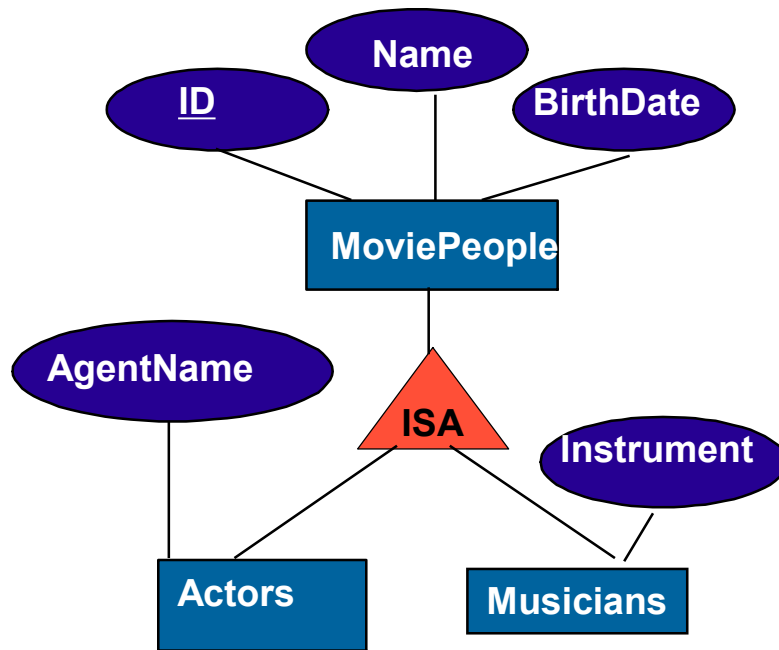 Name
ID
BirthDate
MoviePeople
AgentName
ISA
Instrument
Actors
Musicians